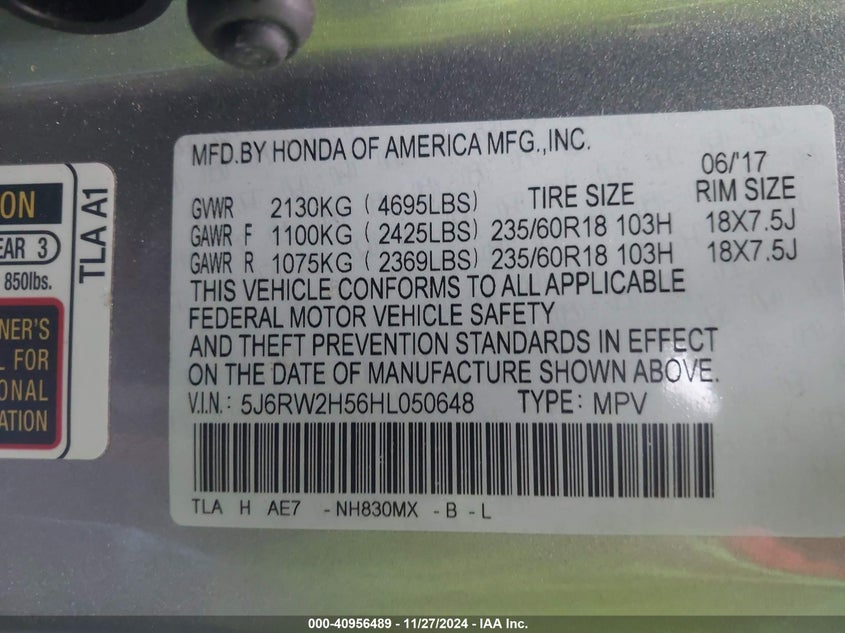 MFD.BY HONDA OF AMERICA MFG.,INC.
06/'17
GVWR 2130KG (4695LBS) TIRE SIZE RIM SIZE
GAWR F 1100KG (2425LBS) 235/60R18 103H 18X7.5J
GAWR R 1075KG (2369LBS) 235/60R18 103H 18X7.5J
THIS VEHICLE CONFORMS TO ALL APPLICABLE
FEDERAL MOTOR VEHICLE SAFETY
AND THEFT PREVENTION STANDARDS IN EFFECT
ON THE DATE OF MANUFACTURE SHOWN ABOVE.
V.I.N.: 5J6RW2H56HL050648 TYPE: MPV
TLA H AE7 -NH830MX -B -L
TLA A1
ON
EAR 3
850lbs.
NER'S
L FOR
ONAL
ATION
000-40956489 - 11/27/2024 - IAA Inc.